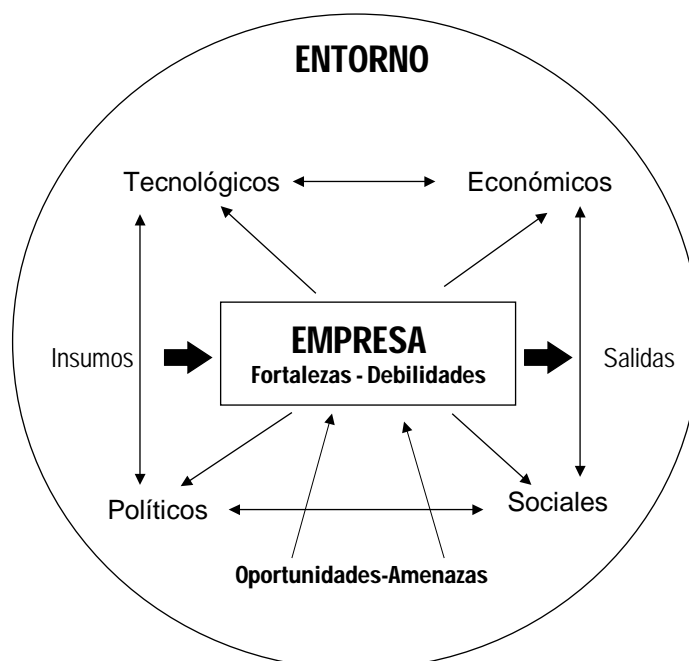 ENTORNO
Tecnológicos
Económicos
Insumos
EMPRESA
Fortalezas - Debilidades
Salidas
Políticos
Sociales
Oportunidades-Amenazas